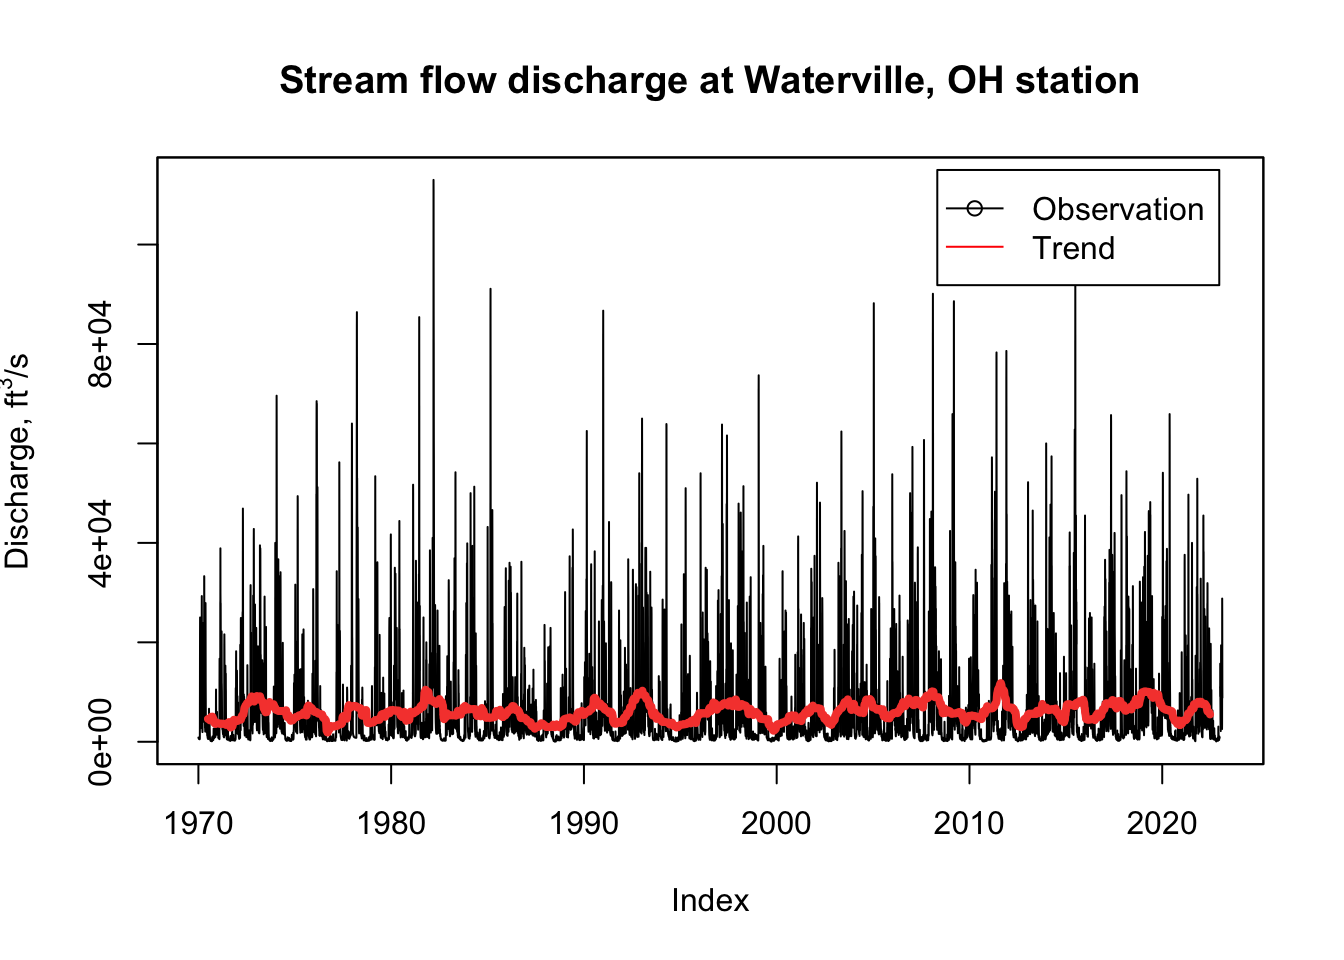 Stream flow discharge at Waterville, OH station
Observation
Trend
Discharge, ft³/s
8e+04
4e+04
0e+00
1970 1980 1990 2000 2010 2020
Index